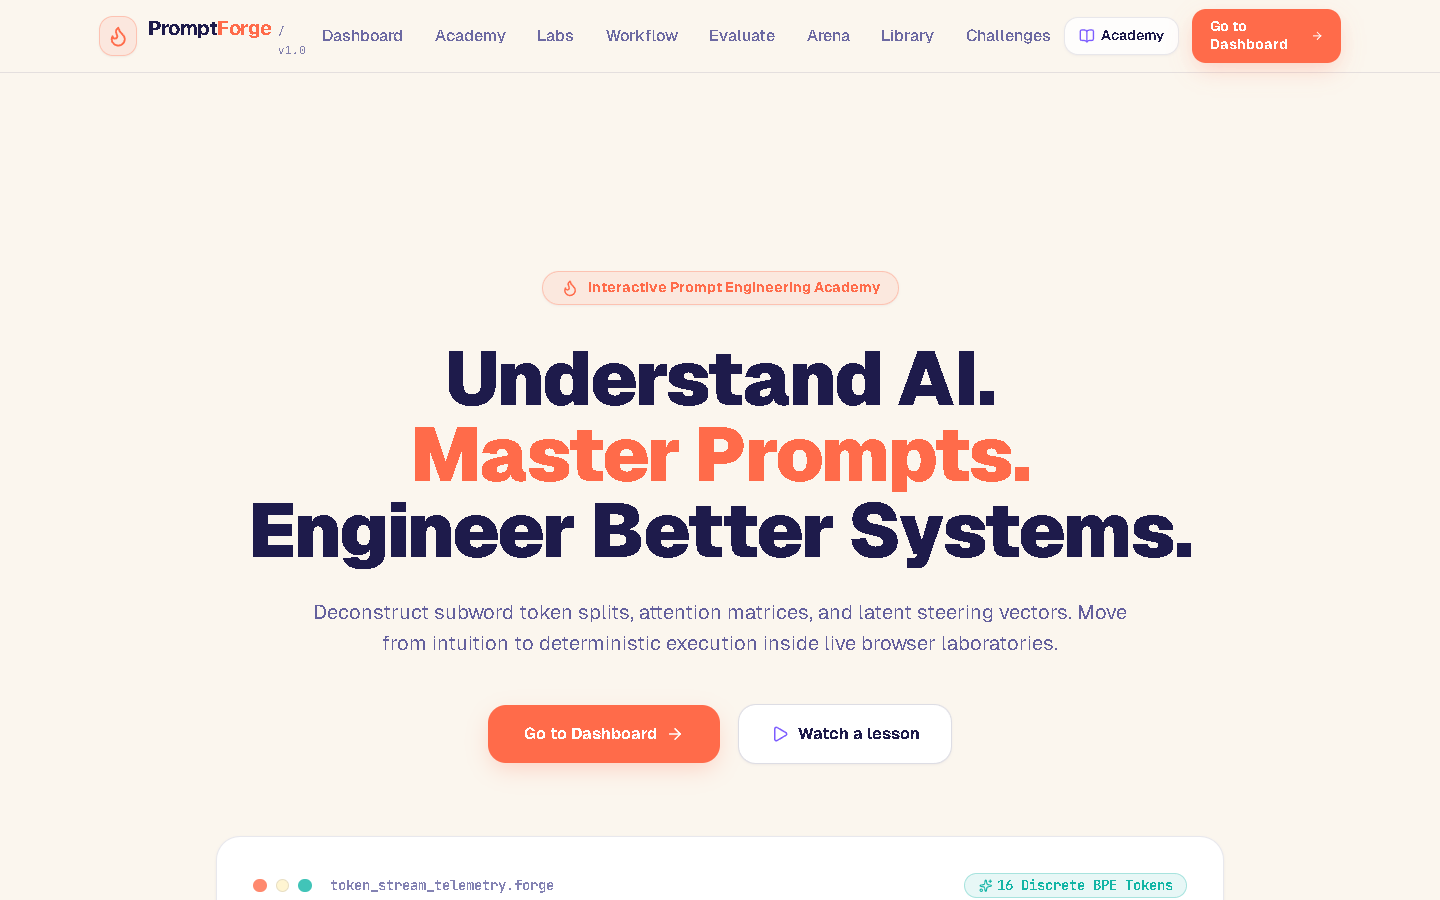 PromptForge / v1.0
Dashboard
Academy
Labs
Workflow
Evaluate
Arena
Library
Challenges
Academy
Go to
Dashboard →
Interactive Prompt Engineering Academy
Understand AI.
Master Prompts.
Engineer Better Systems.
Deconstruct subword token splits, attention matrices, and latent steering vectors. Move
from intuition to deterministic execution inside live browser laboratories.
Go to Dashboard →
Watch a lesson
token_stream_telemetry.forge
16 Discrete BPE Tokens